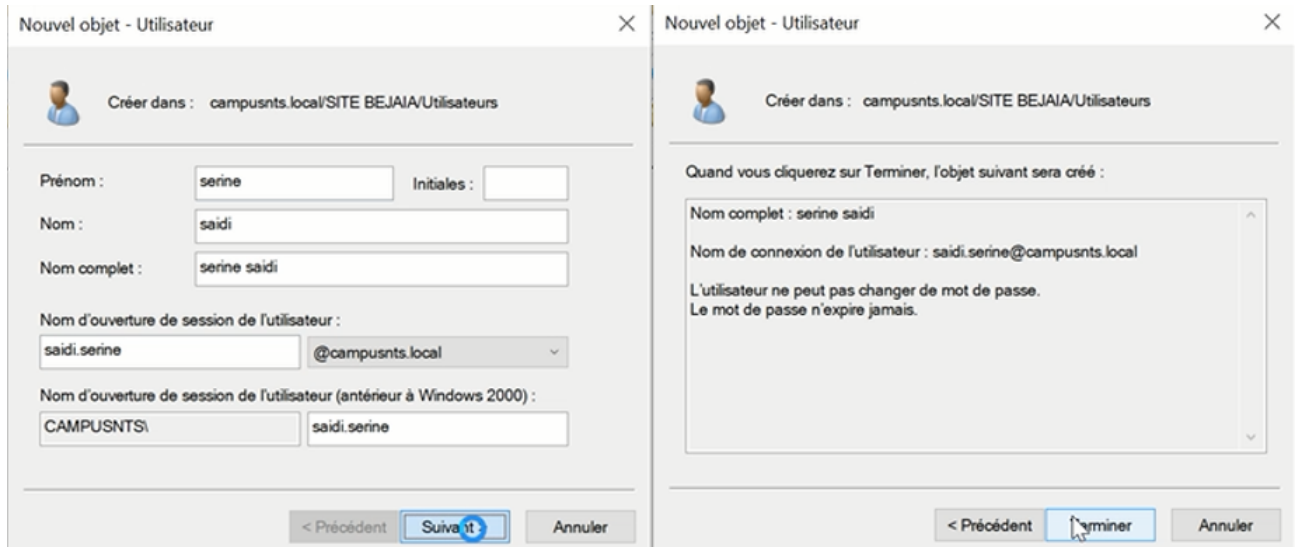 Nouvel objet - Utilisateur
Créer dans : campusnts.local/SITE BEJAIA/Utilisateurs
Prénom : serine Initiales :
Nom : saidi
Nom complet : serine saidi
Nom d'ouverture de session de l'utilisateur :
saidi.serine @campusnts.local
Nom d'ouverture de session de l'utilisateur (antérieur à Windows 2000) :
CAMPUSNTS\ saidi.serine
< Précédent Suivant > Annuler
Nouvel objet - Utilisateur
Créer dans : campusnts.local/SITE BEJAIA/Utilisateurs
Quand vous cliquerez sur Terminer, l'objet suivant sera créé :
Nom complet : serine saidi
Nom de connexion de l'utilisateur : saidi.serine@campusnts.local
L'utilisateur ne peut pas changer de mot de passe.
Le mot de passe n'expire jamais.
< Précédent Terminer Annuler